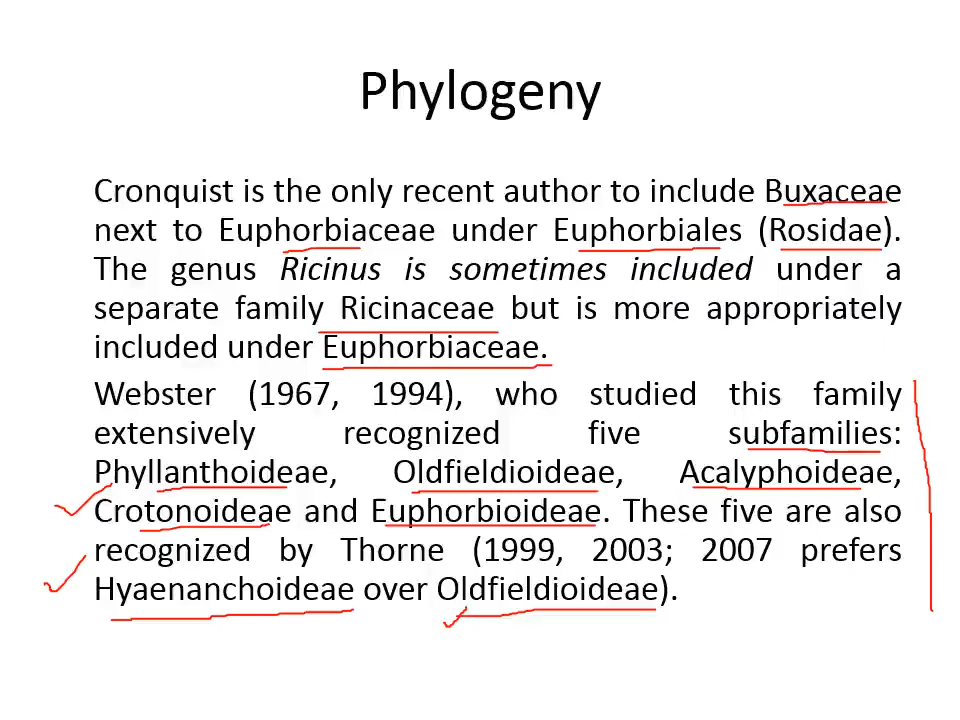 Phylogeny
Cronquist is the only recent author to include Buxaceae
next to Euphorbiaceae under Euphorbiales (Rosidae).
The genus Ricinus is sometimes included under a
separate family Ricinaceae but is more appropriately
included under Euphorbiaceae.
Webster (1967, 1994), who studied this family
extensively recognized five subfamilies:
Phyllanthoideae, Oldfieldioideae, Acalyphoideae,
Crotonoideae and Euphorbioideae. These five are also
recognized by Thorne (1999, 2003; 2007 prefers
Hyaenanchoideae over Oldfieldioideae).